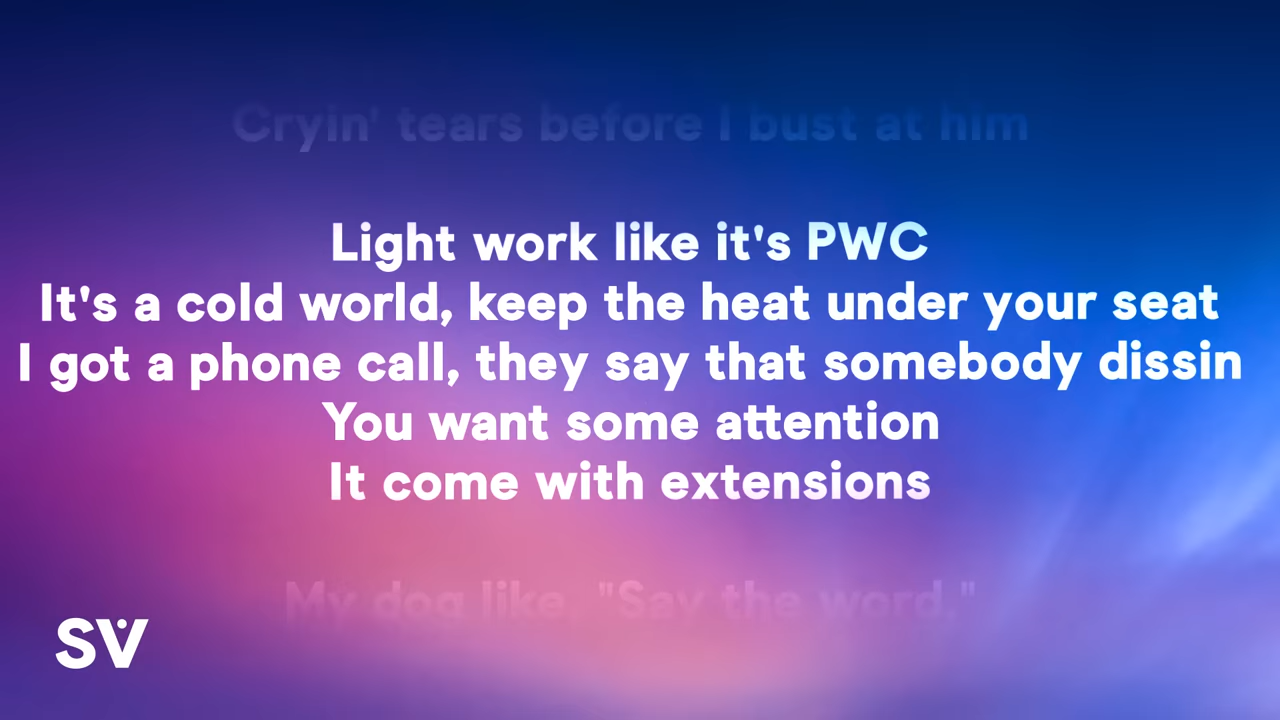 Cryin' tears before I bust at him
Light work like it's PWC
It's a cold world, keep the heat under your seat
I got a phone call, they say that somebody dissin
You want some attention
It come with extensions
My dog like, "Say the word,"
SV